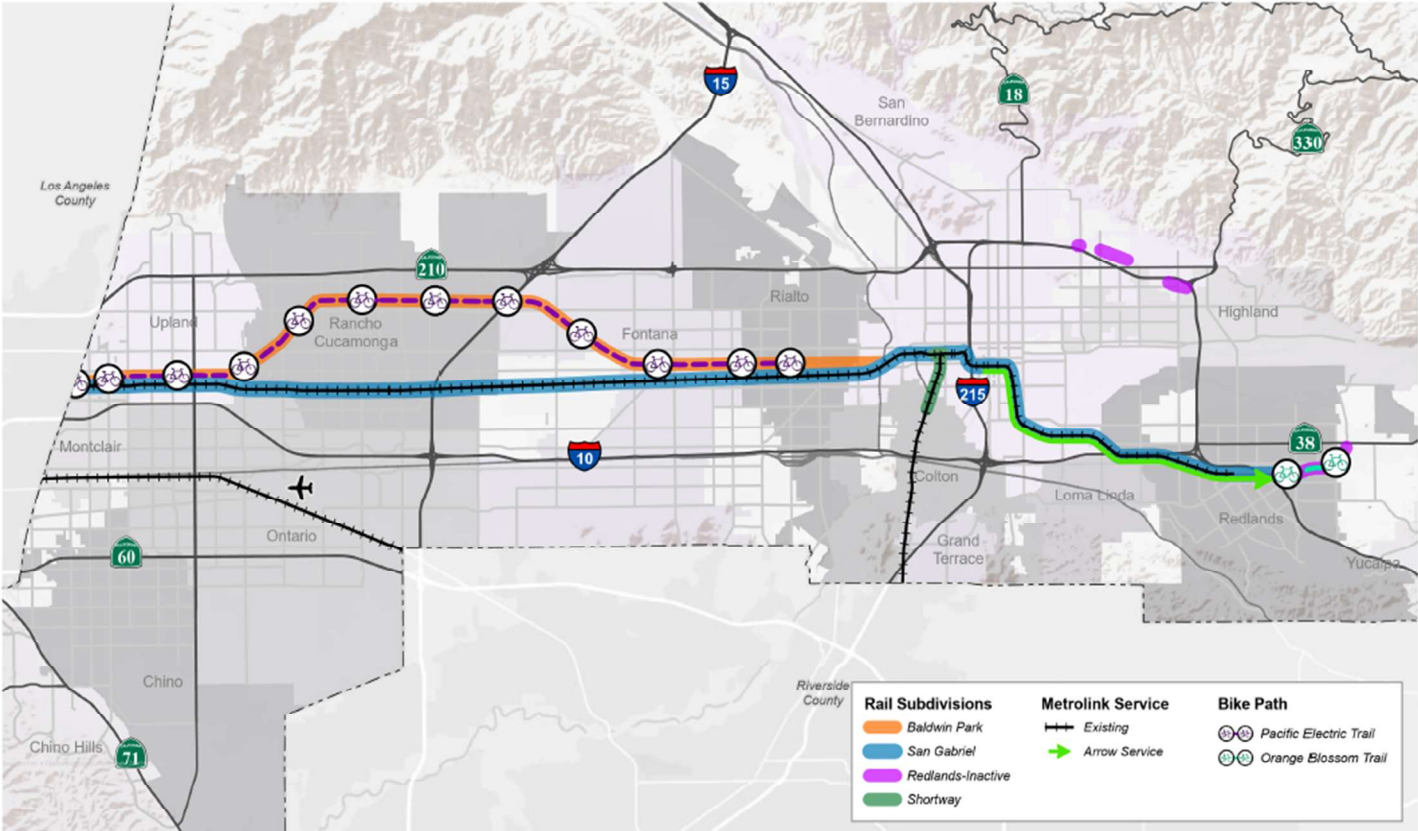 15
18
San
Bernardino
330
Los Angeles
County
210
Rialto
Upland
Rancho
Cucamonga
Fontana
Highland
215
38
Montclair
10
Colton
Loma Linda
Redlands
Ontario
60
Grand
Terrace
Yucaipa
Chino
Riverside
County
Chino Hills
71
Rail Subdivisions
Baldwin Park
San Gabriel
Redlands-Inactive
Shortway
Metrolink Service
Existing
Arrow Service
Bike Path
Pacific Electric Trail
Orange Blossom Trail